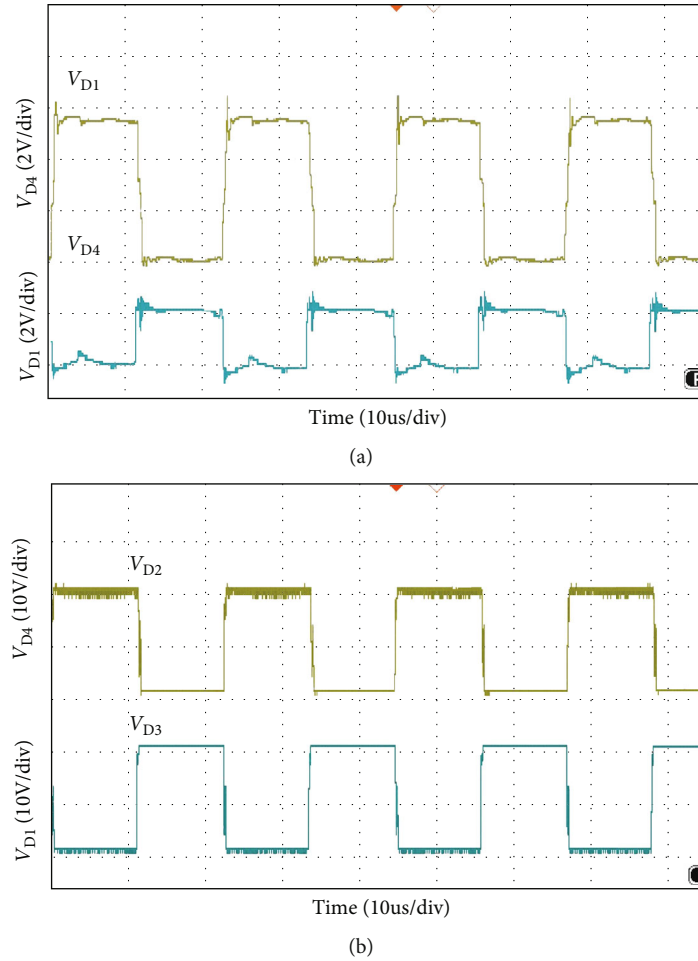 V_D1
V_D4 (2V/div)
V_D4
V_D1 (2V/div)
Time (10us/div)
(a)
V_D2
V_D4 (10V/div)
V_D3
V_D1 (10V/div)
Time (10us/div)
(b)